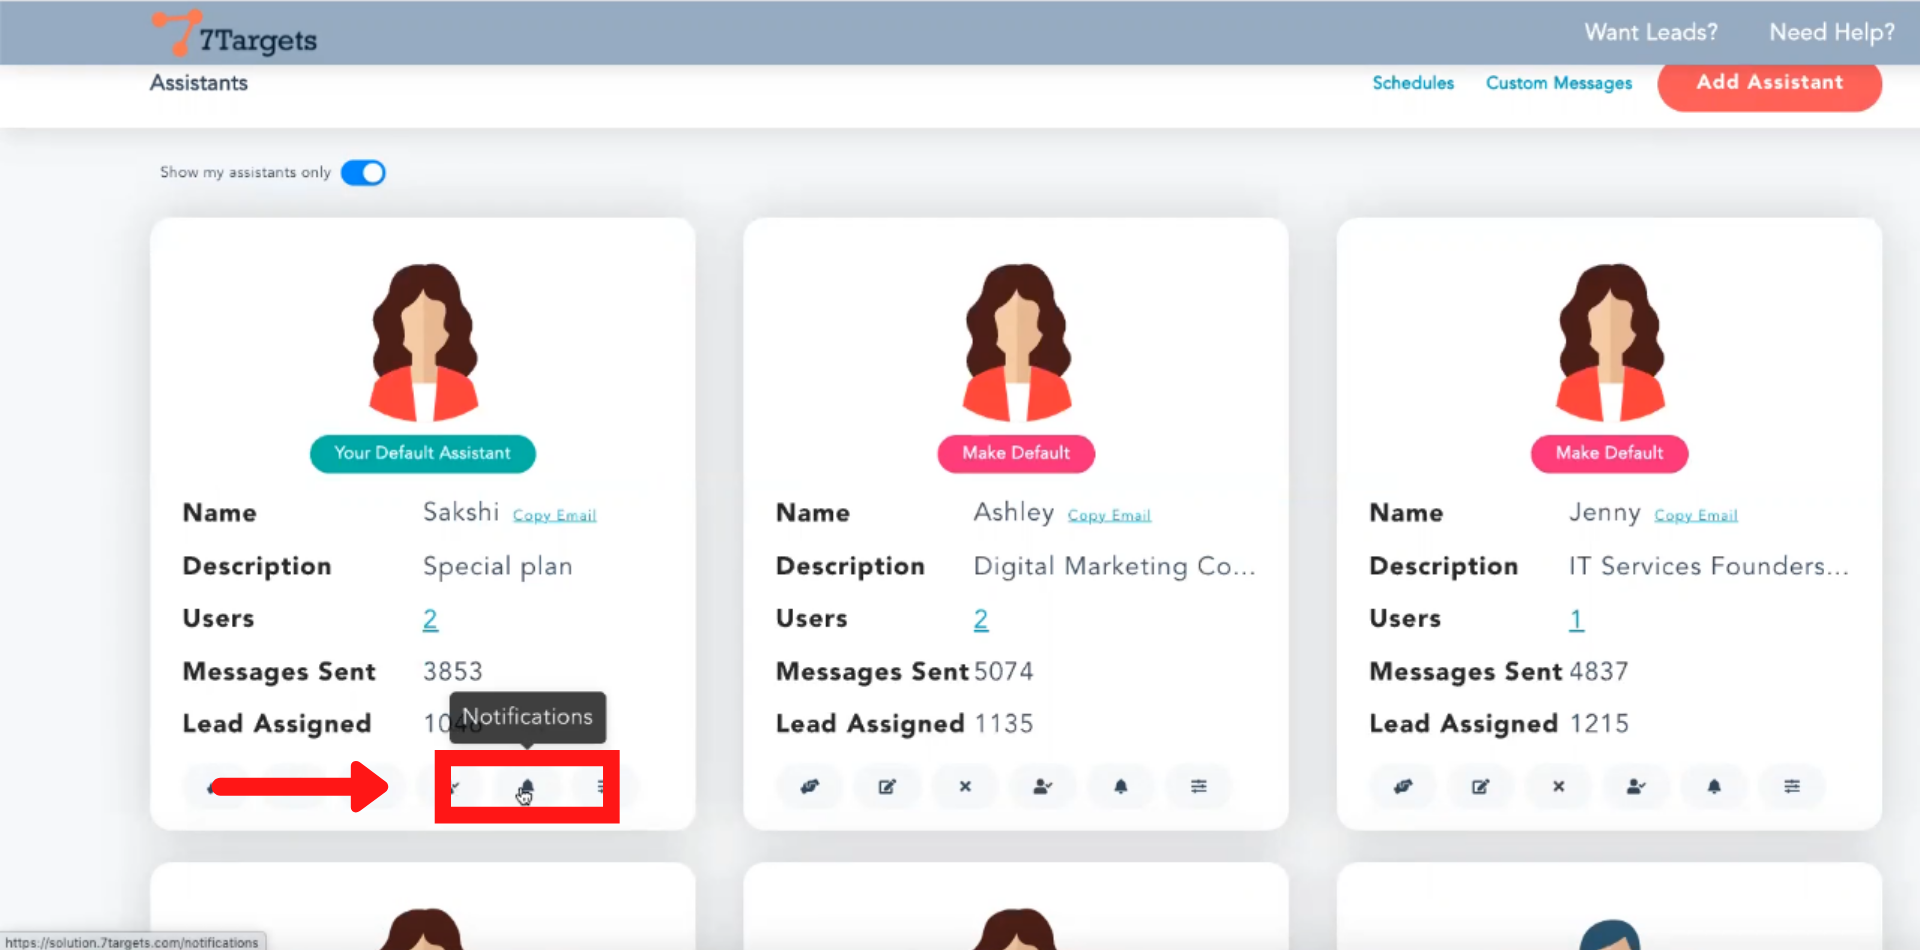 7Targets
Want Leads? Need Help?
Assistants
Schedules Custom Messages Add Assistant
Show my assistants only
Your Default Assistant
Name Sakshi Copy Email
Description Special plan
Users 2
Messages Sent 3853
Notifications
Lead Assigned
Make Default
Name Ashley Copy Email
Description Digital Marketing Co...
Users 2
Messages Sent 5074
Lead Assigned 1135
Make Default
Name Jenny Copy Email
Description IT Services Founders...
Users 1
Messages Sent 4837
Lead Assigned 1215
https://solution.7targets.com/notifications